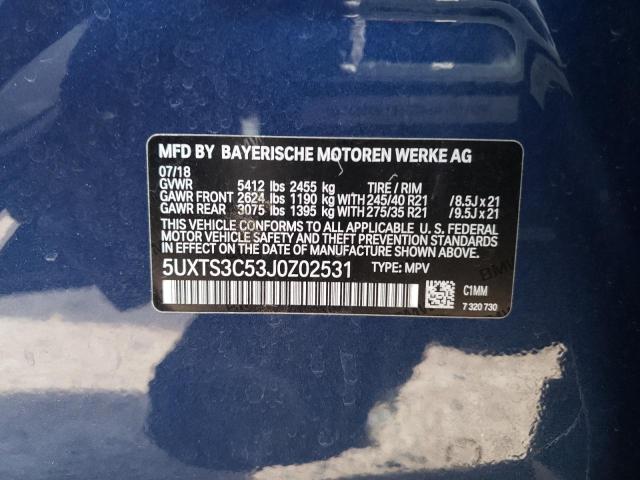 MFD BY BAYERISCHE MOTOREN WERKE AG
07/18
GVWR 5412 lbs 2455 kg TIRE / RIM
GAWR FRONT 2624 lbs 1190 kg WITH 245/40 R21 /8.5J x 21
GAWR REAR 3075 lbs 1395 kg WITH 275/35 R21 /9.5J x 21
THIS VEHICLE CONFORMS TO ALL APPLICABLE U. S. FEDERAL
MOTOR VEHICLE SAFETY, BUMPER, AND THEFT PREVENTION
STANDARDS IN EFFECT ON THE DATE OF MANUFACTURE
SHOWN ABOVE.
5UXTS3C53J0Z02531 TYPE: MPV
C1MM
7 320 730